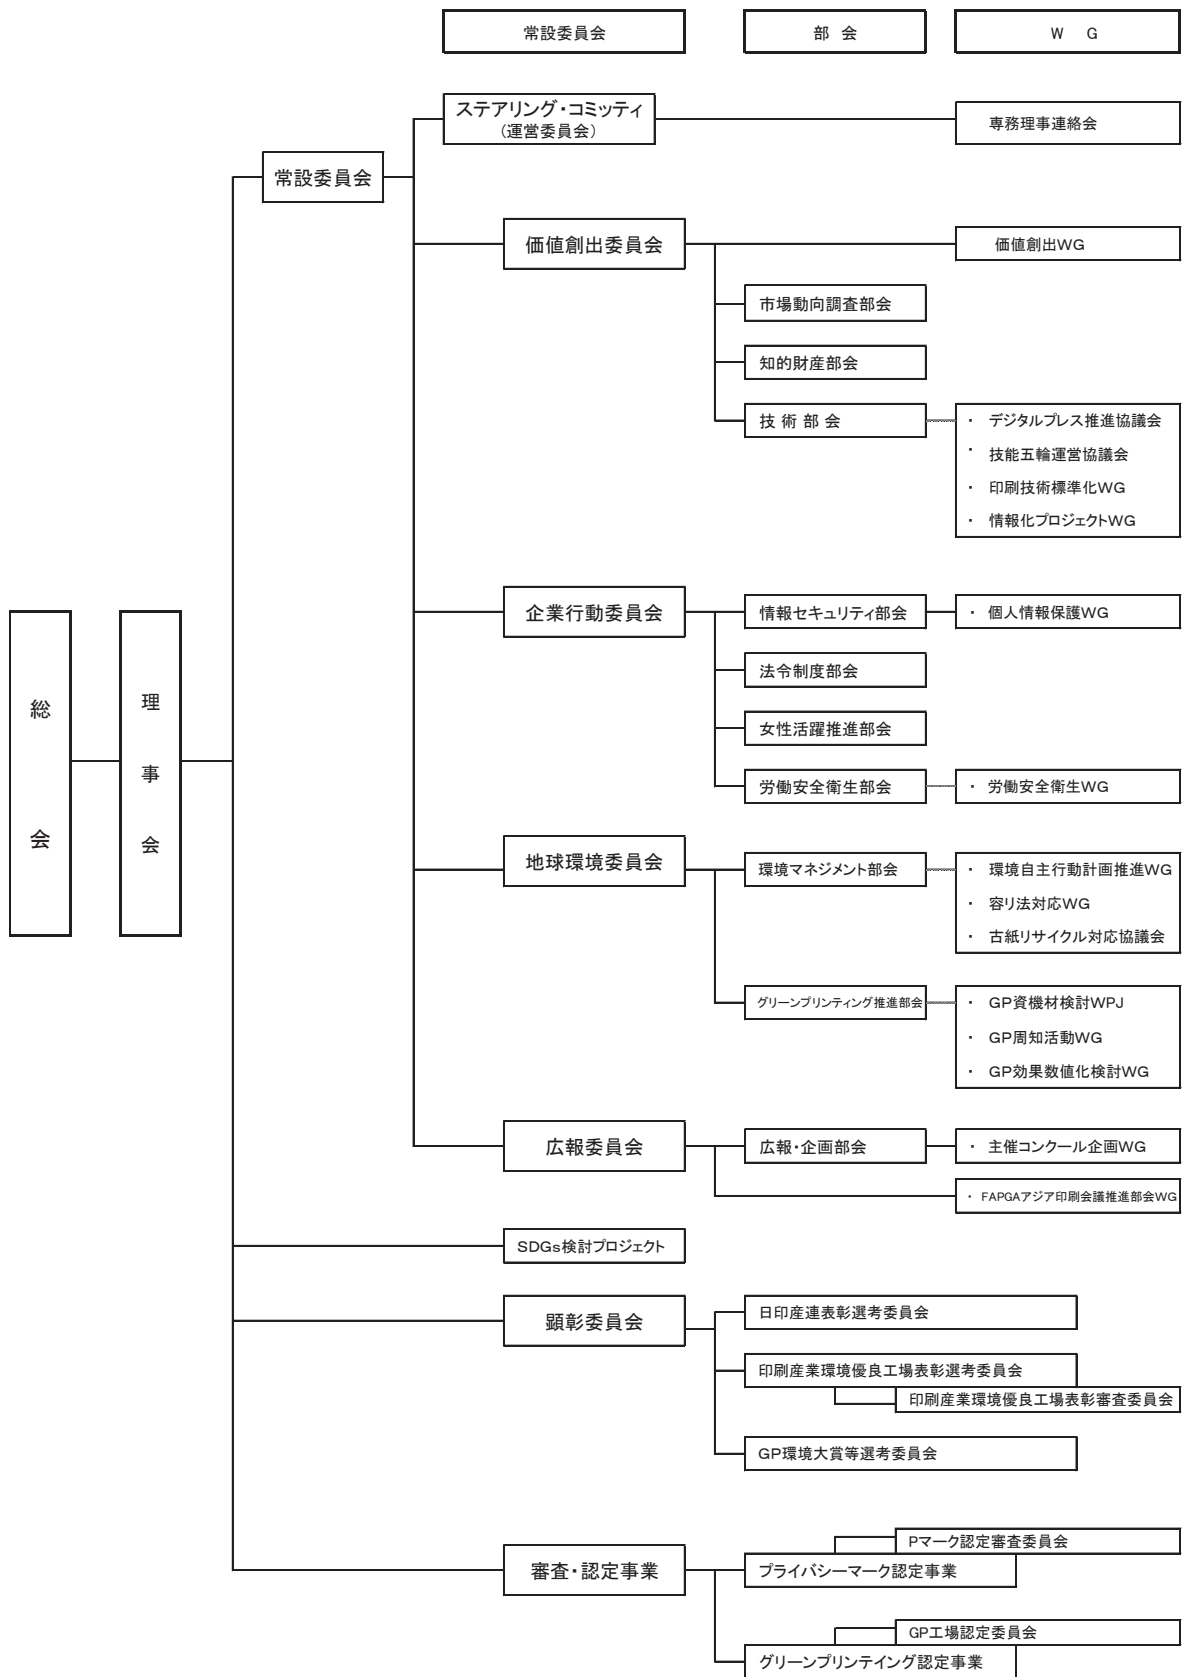 常設委員会
部 会
W G
ステアリング・コミッティ
(運営委員会)
専務理事連絡会
常設委員会
価値創出委員会
価値創出WG
市場動向調査部会
知的財産部会
技 術 部 会
・ デジタルプレス推進協議会
・ 技能五輪運営協議会
・ 印刷技術標準化WG
・ 情報化プロジェクトWG
総会
理事会
企業行動委員会
情報セキュリティ部会
・ 個人情報保護WG
法令制度部会
女性活躍推進部会
労働安全衛生部会
・ 労働安全衛生WG
地球環境委員会
環境マネジメント部会
・ 環境自主行動計画推進WG
・ 容リ法対応WG
・ 古紙リサイクル対応協議会
グリーンプリンティング推進部会
・ GP資機材検討WPJ
・ GP周知活動WG
・ GP効果数値化検討WG
広報委員会
広報・企画部会
・ 主催コンクール企画WG
・ FAPGAアジア印刷会議推進部会WG
SDGs検討プロジェクト
顕彰委員会
日印産連表彰選考委員会
印刷産業環境優良工場表彰選考委員会
印刷産業環境優良工場表彰審査委員会
GP環境大賞等選考委員会
審査・認定事業
Pマーク認定審査委員会
プライバシーマーク認定事業
GP工場認定委員会
グリーンプリンテイング認定事業